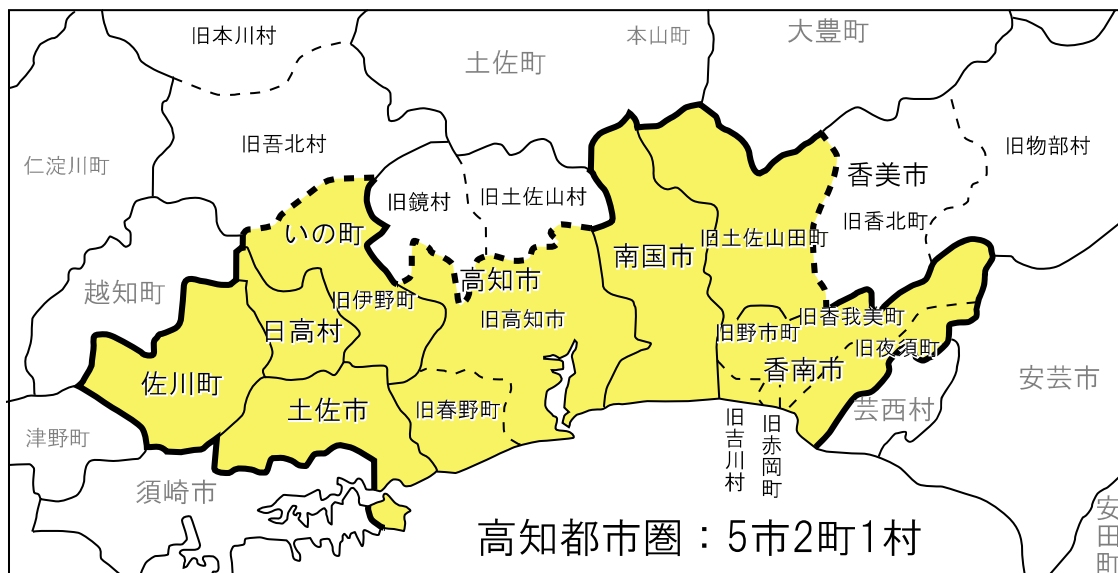 旧本川村
本山町
大豊町
土佐町
旧吾北村
旧物部村
仁淀川町
香美市
旧鏡村
旧土佐山村
旧香北町
いの町
旧土佐山田町
南国市
高知市
越知町
旧伊野町
旧高知市
旧香我美町
日高村
旧野市町
旧夜須町
佐川町
香南市
安芸市
土佐市
旧春野町
芸西村
津野町
旧吉川村
旧赤岡町
須崎市
安田町
高知都市圏：5市2町1村